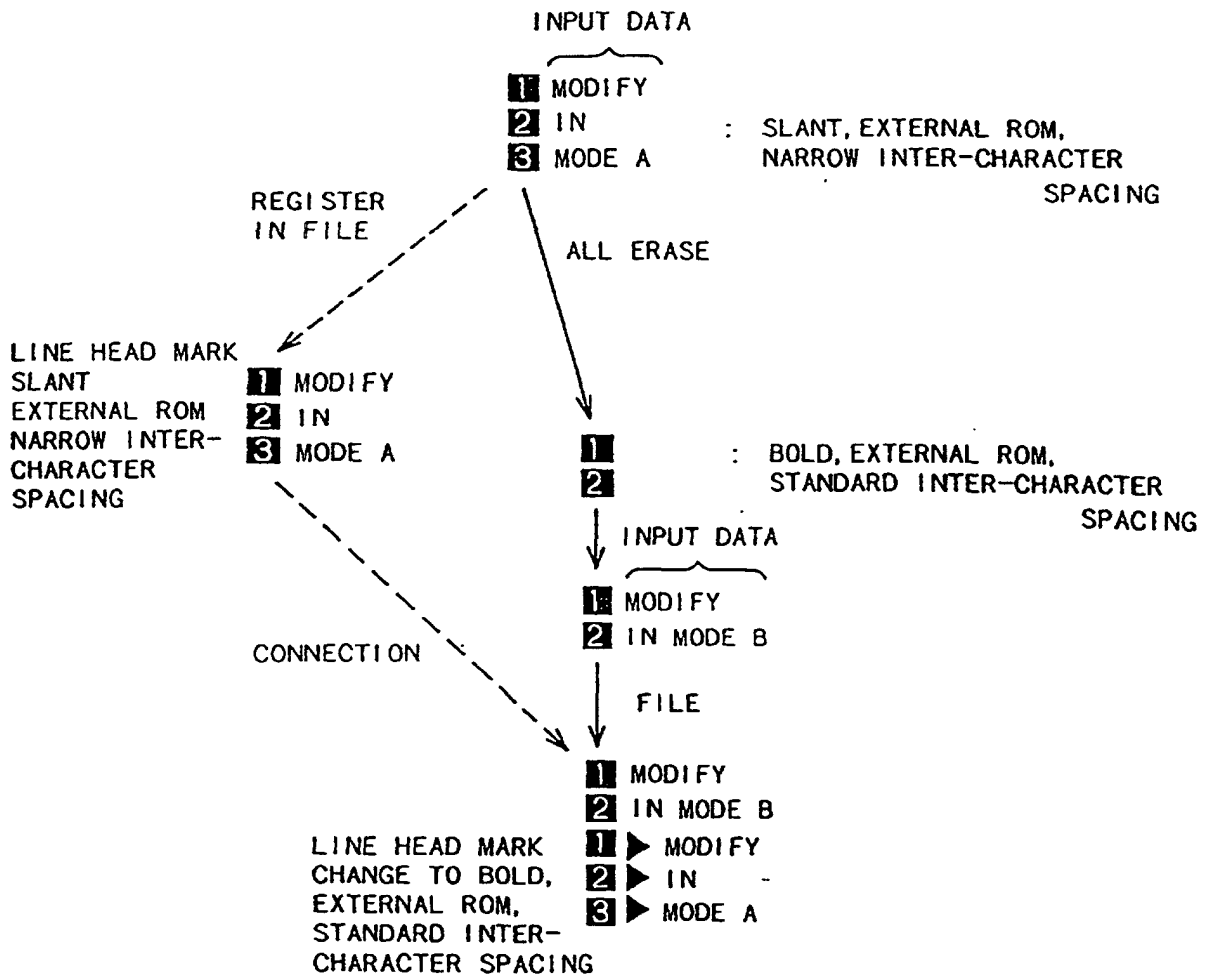 INPUT DATA
1 MODIFY
2 IN
3 MODE A
: SLANT, EXTERNAL ROM,
NARROW INTER-CHARACTER
SPACING
REGISTER
IN FILE
ALL ERASE
LINE HEAD MARK
SLANT
EXTERNAL ROM
NARROW INTER-
CHARACTER
SPACING
1 MODIFY
2 IN
3 MODE A
1
2
: BOLD, EXTERNAL ROM,
STANDARD INTER-CHARACTER
SPACING
INPUT DATA
1 MODIFY
2 IN MODE B
CONNECTION
FILE
1 MODIFY
2 IN MODE B
LINE HEAD MARK
CHANGE TO BOLD,
EXTERNAL ROM,
STANDARD INTER-
CHARACTER SPACING
1 ▶ MODIFY
2 ▶ IN
3 ▶ MODE A